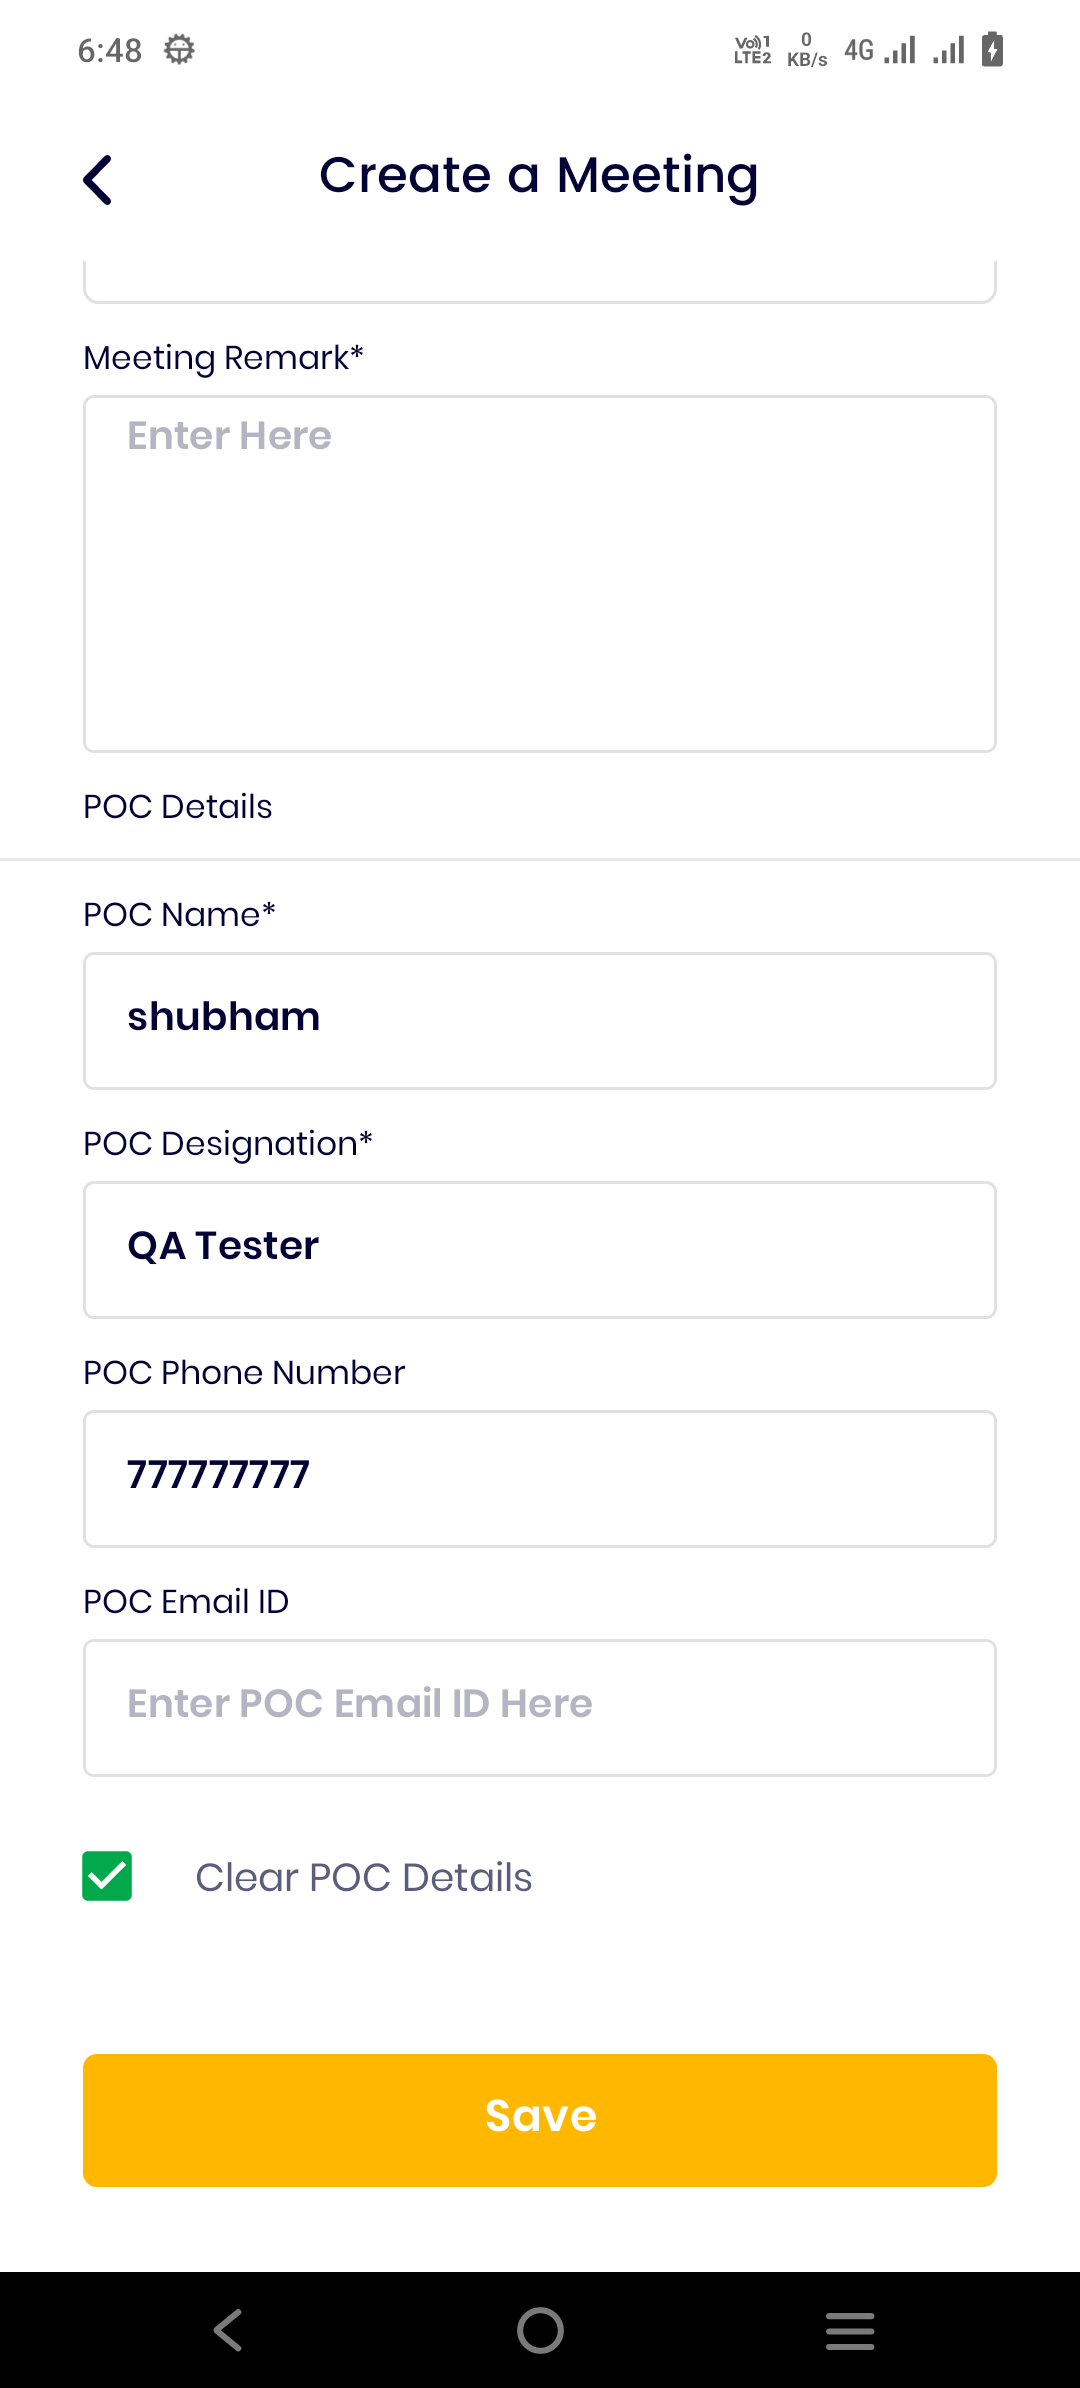 6:48
Vo)) 1
LTE2
0
KB/s
4G
Create a Meeting
Meeting Remark*
Enter Here
POC Details
POC Name*
shubham
POC Designation*
QA Tester
POC Phone Number
777777777
POC Email ID
Enter POC Email ID Here
Clear POC Details
Save